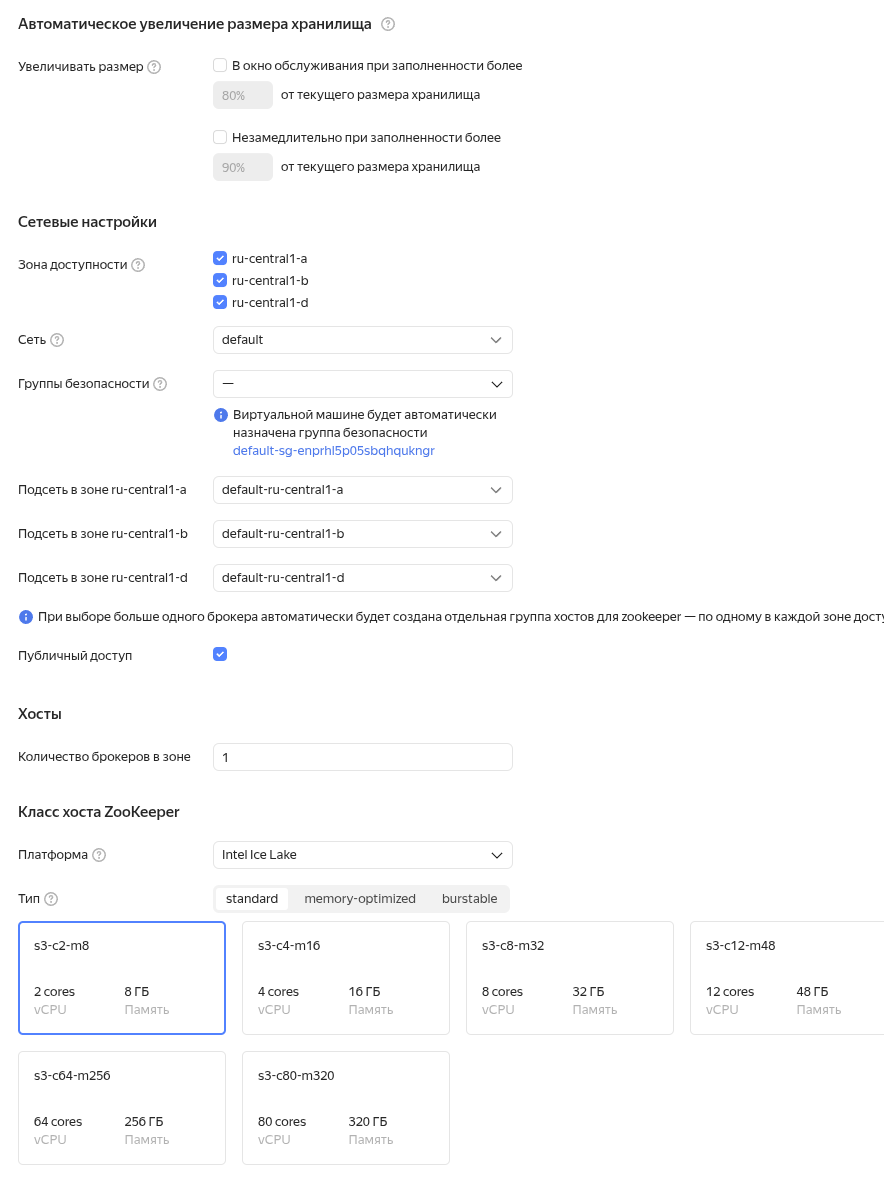 Автоматическое увеличение размера хранилища
Увеличивать размер
В окно обслуживания при заполненности более
80% от текущего размера хранилища
Незамедлительно при заполненности более
90% от текущего размера хранилища
Сетевые настройки
Зона доступности
ru-central1-a
ru-central1-b
ru-central1-d
Сеть default
Группы безопасности —
Виртуальной машине будет автоматически
назначена группа безопасности
default-sg-enprhl5p05sbqhqukngr
Подсеть в зоне ru-central1-a default-ru-central1-a
Подсеть в зоне ru-central1-b default-ru-central1-b
Подсеть в зоне ru-central1-d default-ru-central1-d
При выборе больше одного брокера автоматически будет создана отдельная группа хостов для zookeeper — по одному в каждой зоне
Публичный доступ
Хосты
Количество брокеров в зоне 1
Класс хоста ZooKeeper
Платформа Intel Ice Lake
Тип standard memory-optimized burstable
s3-c2-m8 s3-c4-m16 s3-c8-m32 s3-c12-m48
2 cores 8 ГБ 4 cores 16 ГБ 8 cores 32 ГБ 12 cores 48 ГБ
vCPU Память vCPU Память vCPU Память vCPU Память
s3-c64-m256 s3-c80-m320
64 cores 256 ГБ 80 cores 320 ГБ
vCPU Память vCPU Память